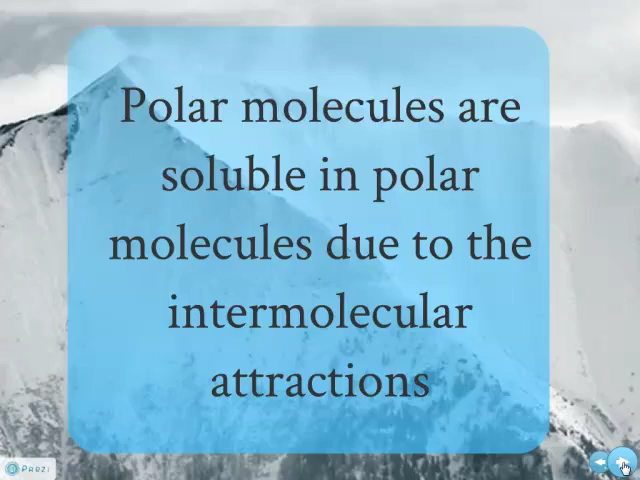 Polar molecules are
soluble in polar
molecules due to the
intermolecular
attractions
Prezi